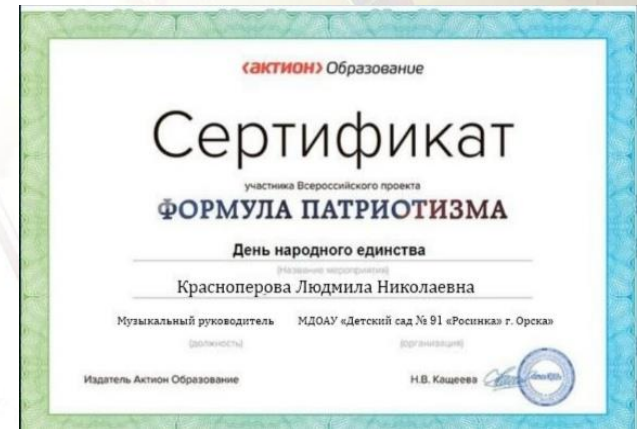 ‹актион› Образование
Сертификат
участника Всероссийского проекта
ФОРМУЛА ПАТРИОТИЗМА
День народного единства
(Название мероприятия)
Красноперова Людмила Николаевна
Музыкальный руководитель МДОАУ «Детский сад № 91 «Росинка» г. Орска»
(должность) (организация)
Издатель Актион Образование Н.В. Кащеева